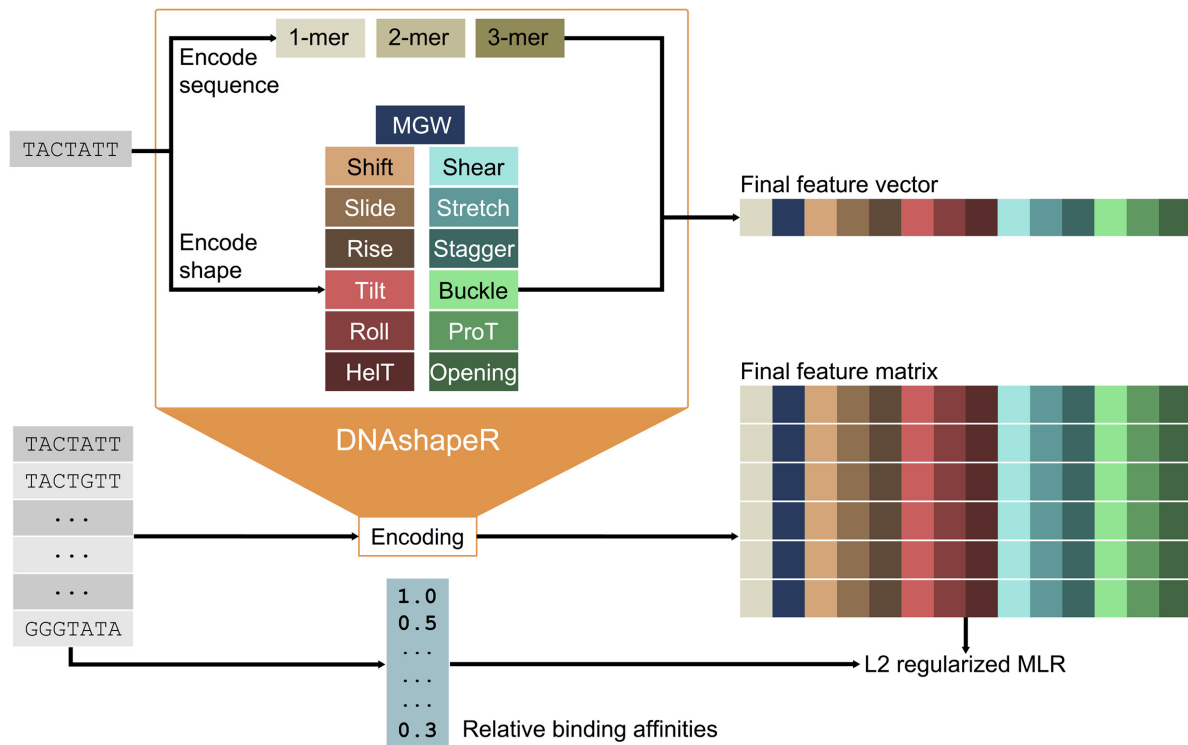 1-mer 2-mer 3-mer
Encode
sequence
MGW
TACTATT
Shift Shear
Slide Stretch
Rise Stagger
Tilt Buckle
Roll ProT
HelT Opening
Encode
shape
Final feature vector
DNAshapeR
Final feature matrix
TACTATT
TACTGTT
...
...
...
GGGTATA
Encoding
1.0
0.5
...
...
...
0.3
Relative binding affinities
L2 regularized MLR